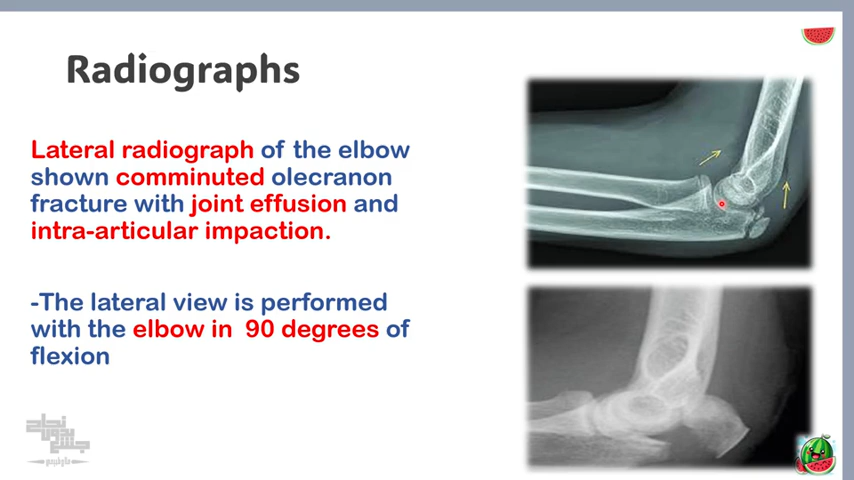 Radiographs
Lateral radiograph of the elbow
shown comminuted olecranon
fracture with joint effusion and
intra-articular impaction.
-The lateral view is performed
with the elbow in 90 degrees of
flexion